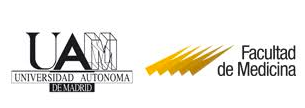 UAM
UNIVERSIDAD AUTONOMA
DE MADRID
Facultad
de Medicina